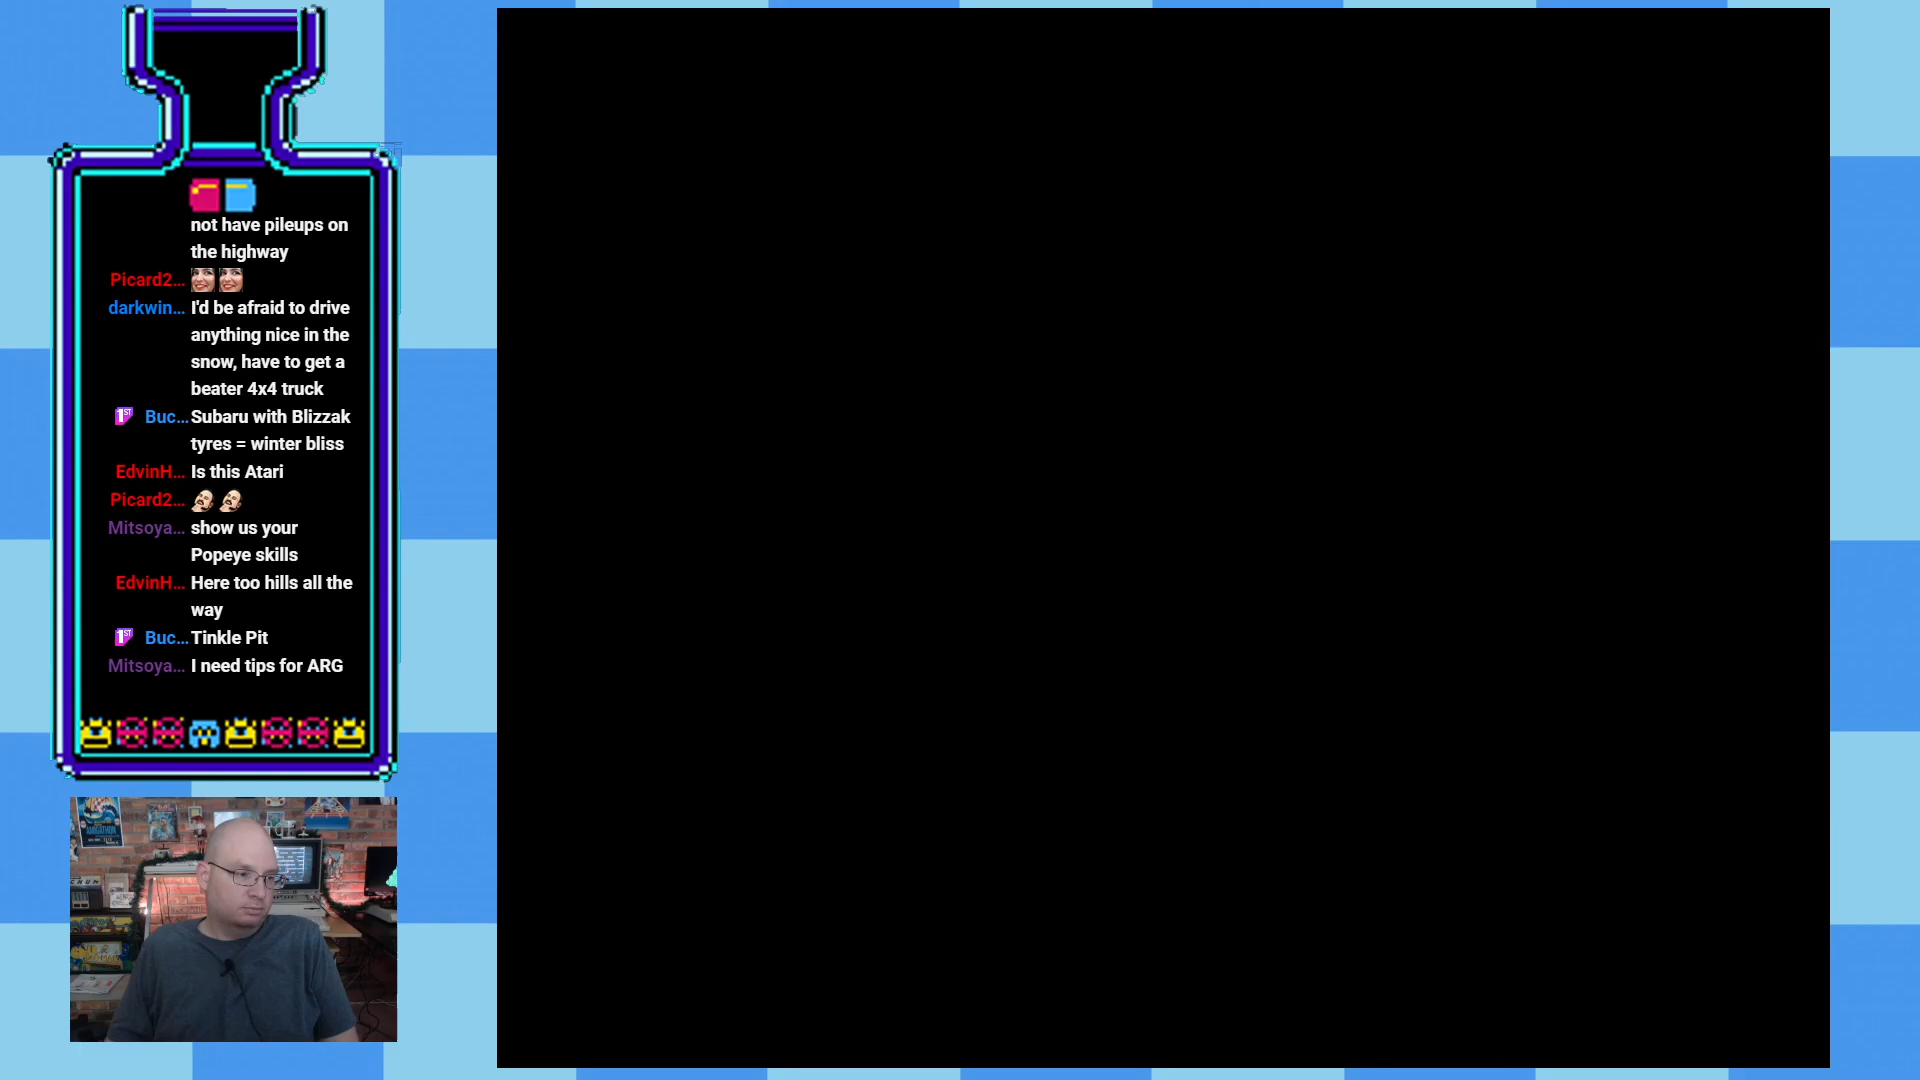 not have pileups on
the highway
Picard2...
darkwin... I'd be afraid to drive
anything nice in the
snow, have to get a
beater 4x4 truck
1ST Buc... Subaru with Blizzak
tyres = winter bliss
EdvinH... Is this Atari
Picard2...
Mitsoya... show us your
Popeye skills
EdvinH... Here too hills all the
way
1ST Buc... Tinkle Pit
Mitsoya... I need tips for ARG